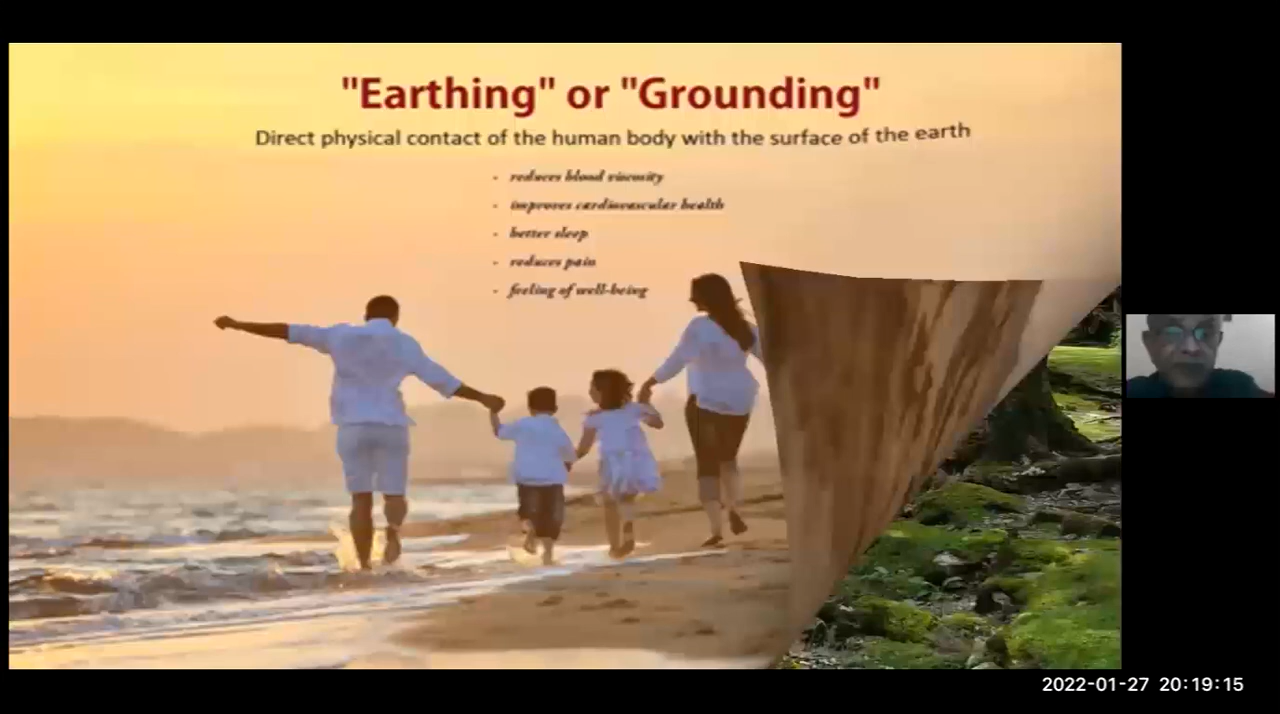 "Earthing" or "Grounding"
Direct physical contact of the human body with the surface of the earth
- reduces blood viscosity
- improves cardiovascular health
- better sleep
- reduces pain
- feeling of well-being
2022-01-27 20:19:15